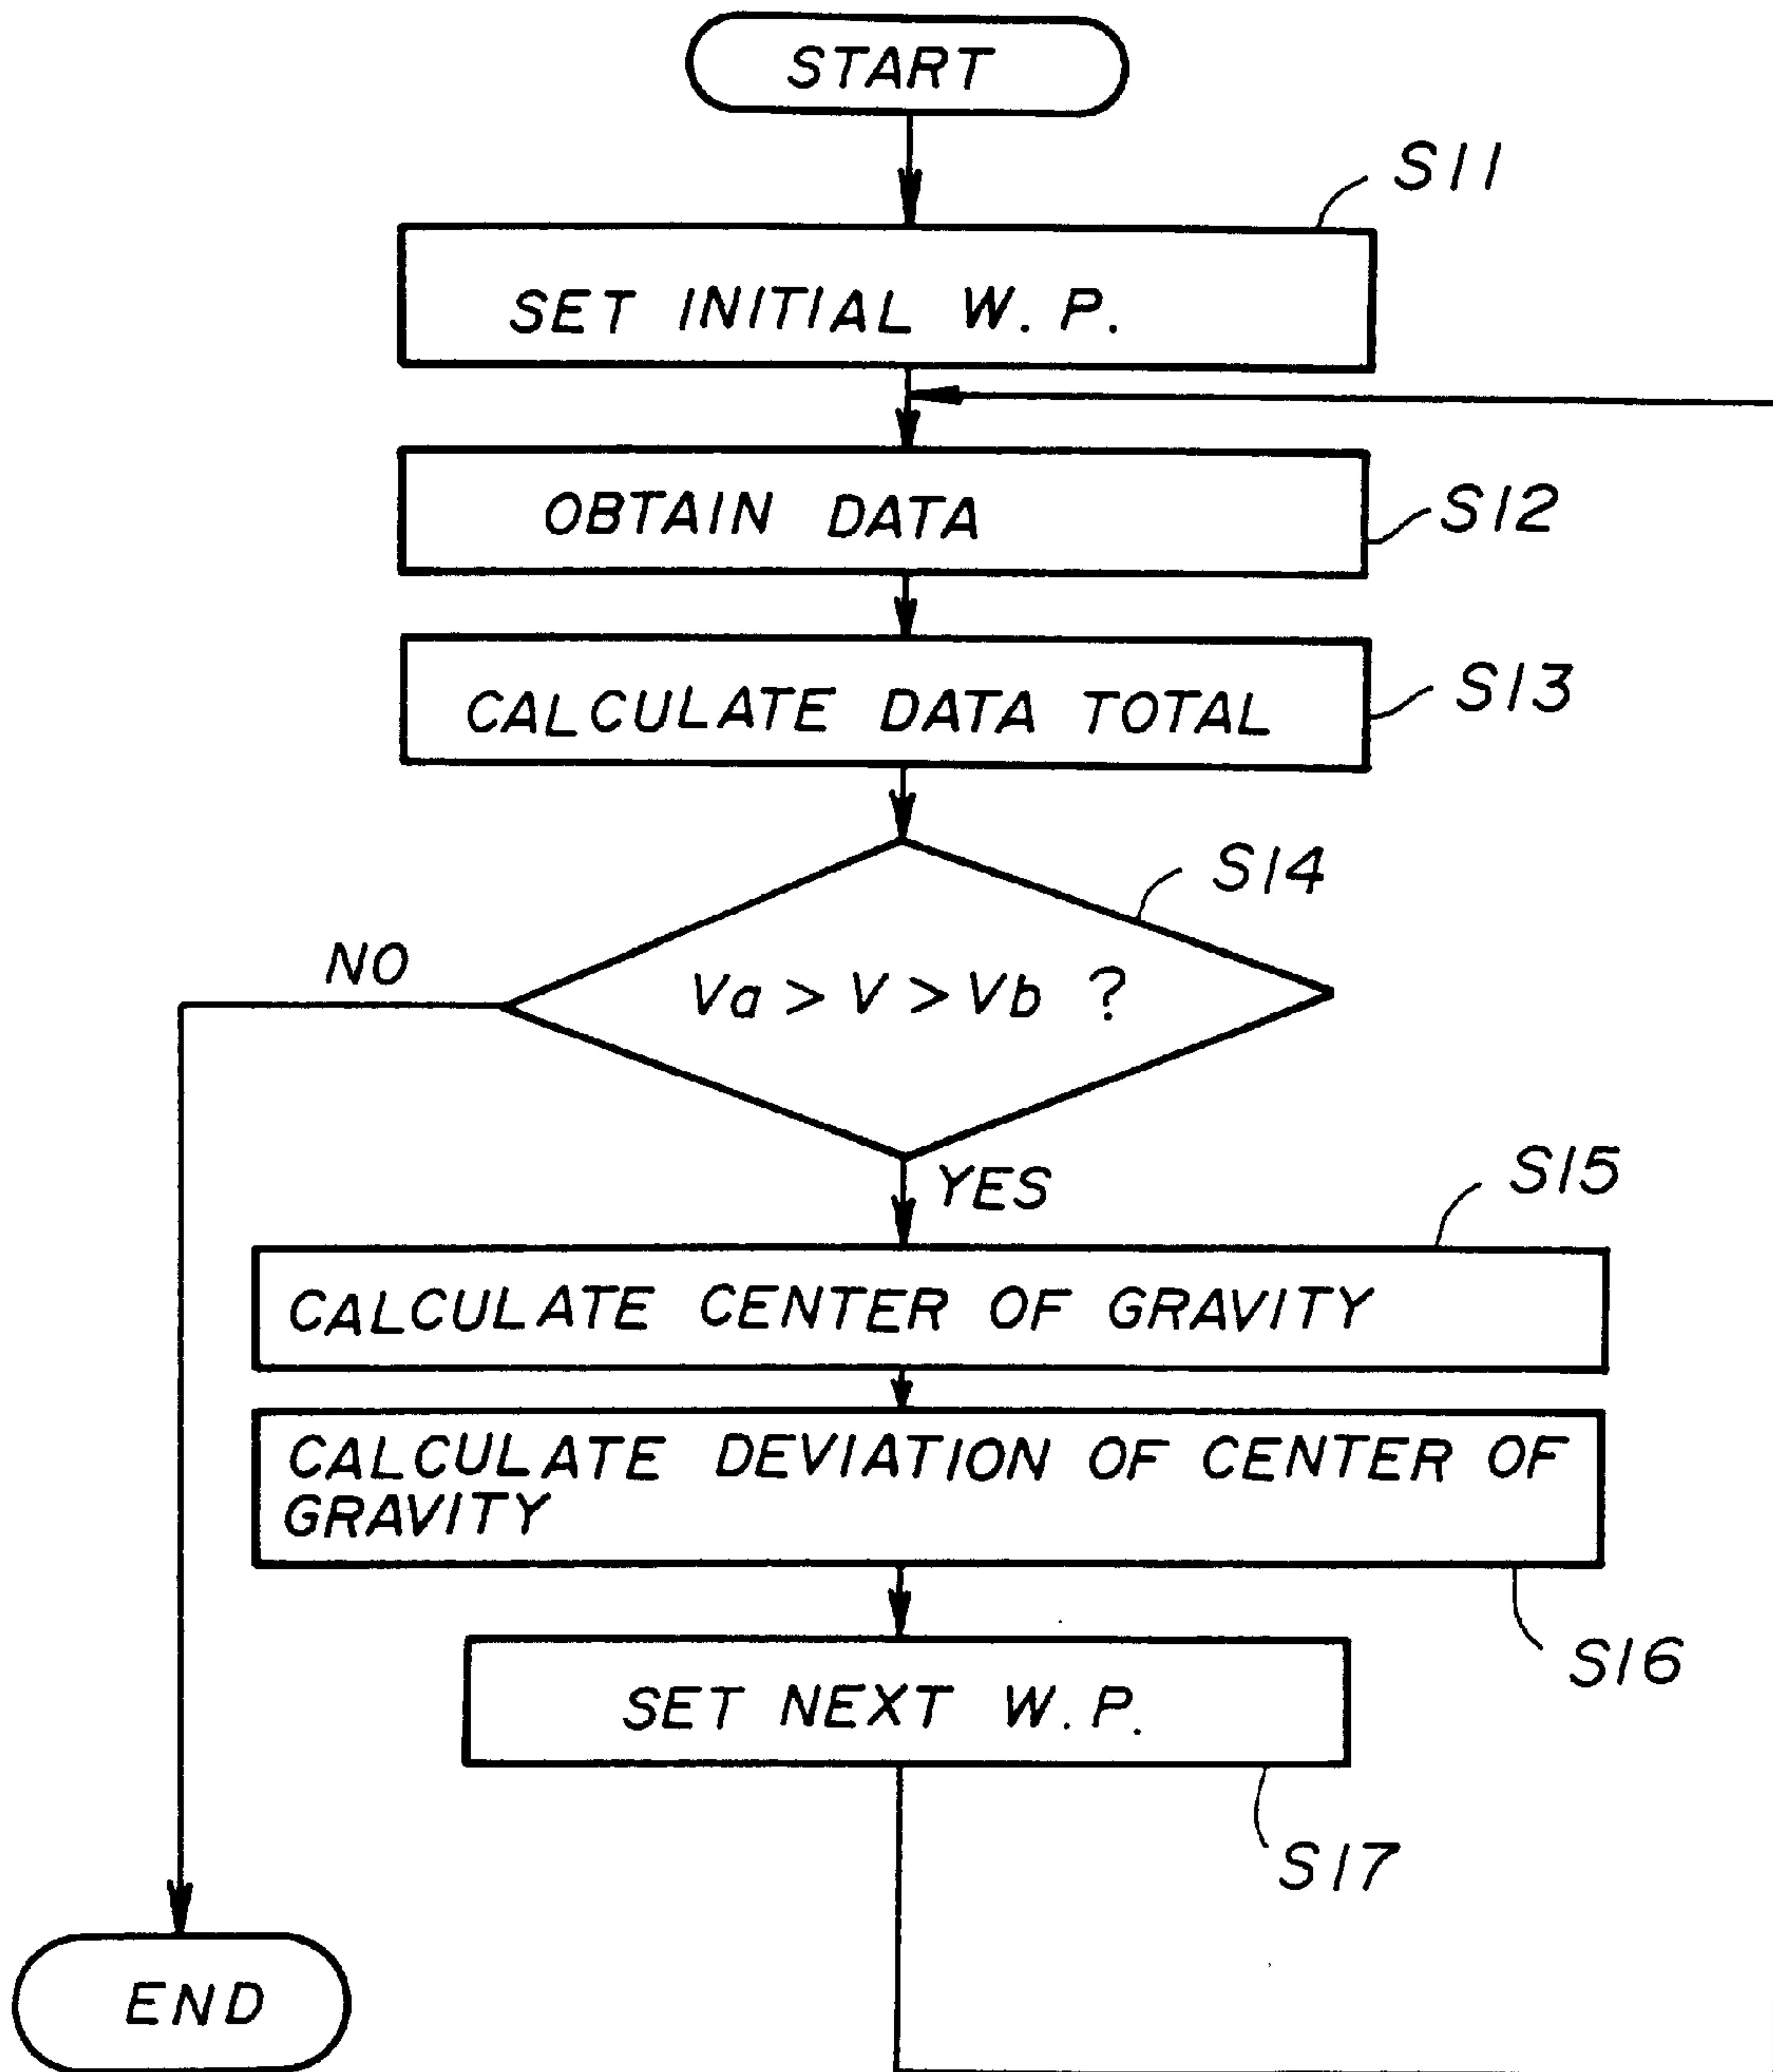 START
S11
SET INITIAL W. P.
OBTAIN DATA
S12
CALCULATE DATA TOTAL
S13
S14
NO
Va > V > Vb ?
YES
S15
CALCULATE CENTER OF GRAVITY
CALCULATE DEVIATION OF CENTER OF
GRAVITY
S16
SET NEXT W. P.
S17
END